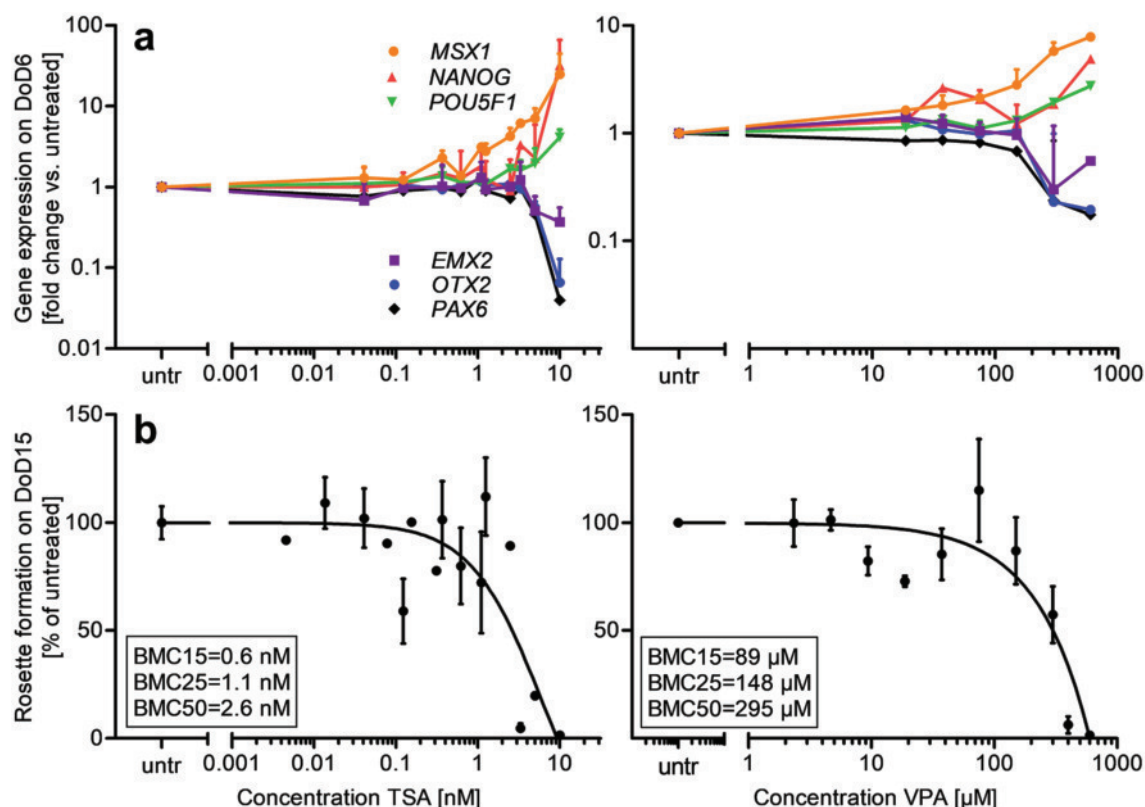 a
Gene expression on DoD6
[fold change vs. untreated]
100
10
1
0.1
0.01
MSX1
NANOG
POU5F1
EMX2
OTX2
PAX6
untr
0.001
0.01
0.1
1
10
10
1
0.1
untr
1
10
100
1000
b
Rosette formation on DoD15
[% of untreated]
150
100
50
0
BMC15=0.6 nM
BMC25=1.1 nM
BMC50=2.6 nM
untr
0.001
0.01
0.1
1
10
Concentration TSA [nM]
150
100
50
0
BMC15=89 µM
BMC25=148 µM
BMC50=295 µM
untr
1
10
100
1000
Concentration VPA [µM]